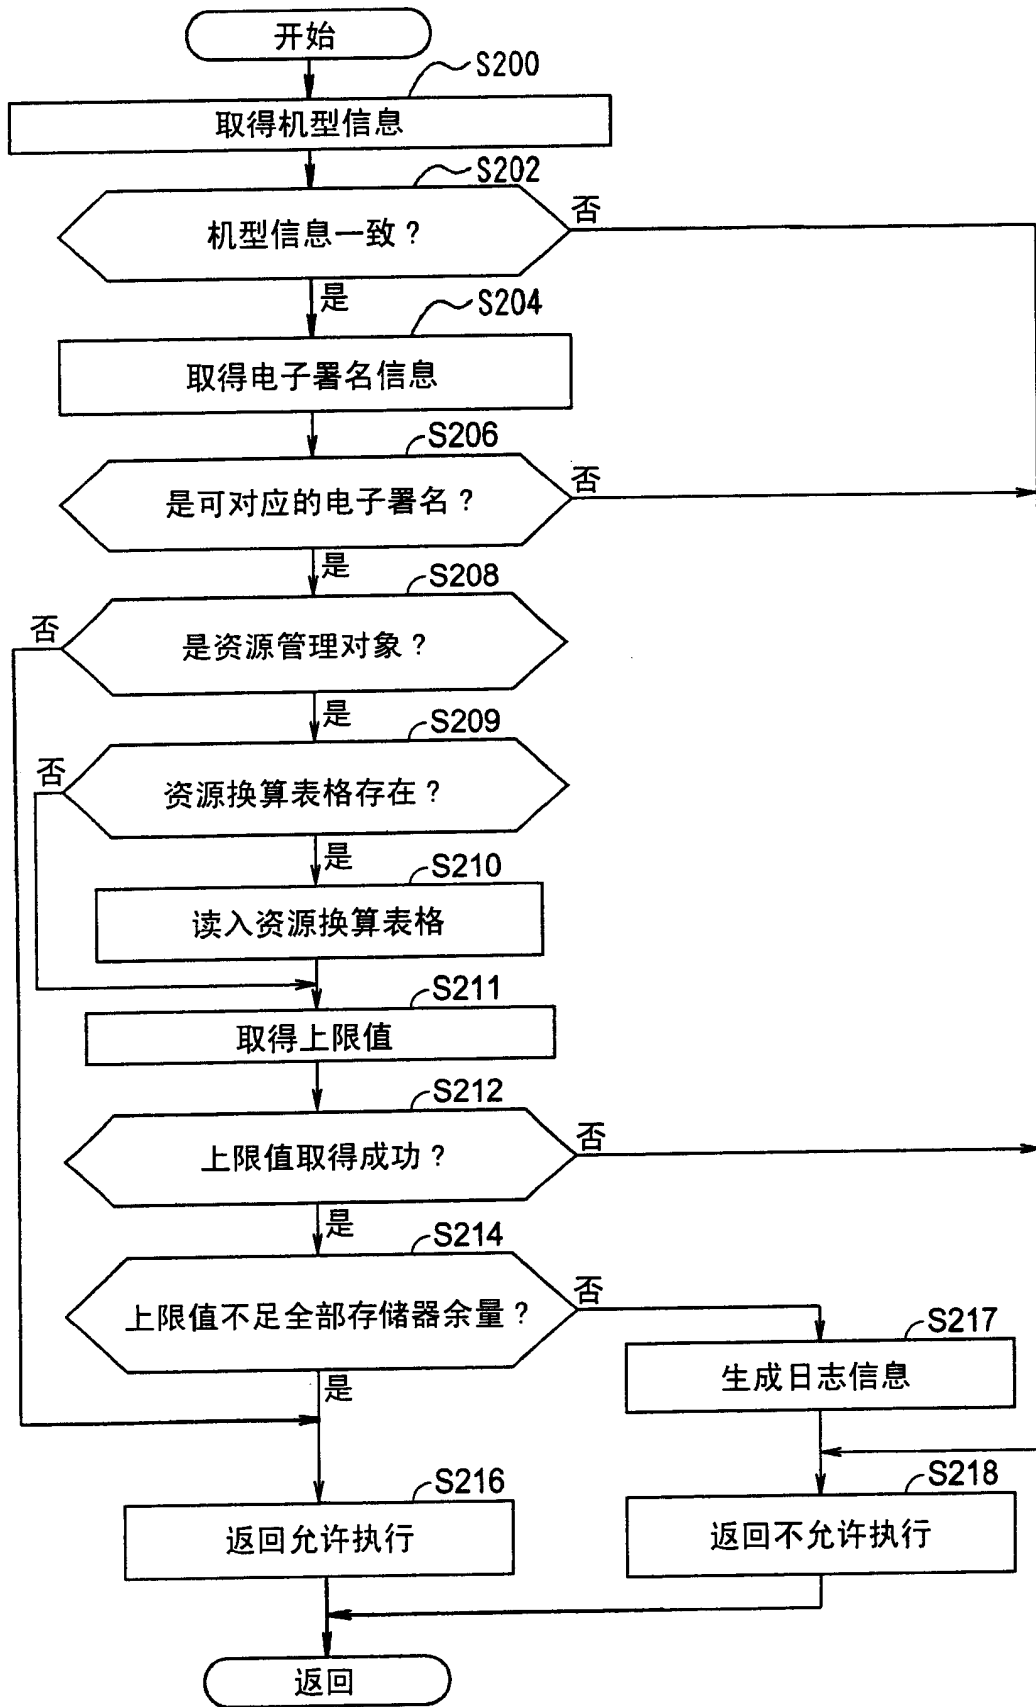 开始
S200
取得机型信息
S202
机型信息一致？
否
是
S204
取得电子署名信息
S206
是可对应的电子署名？
否
是
S208
否
是资源管理对象？
是
S209
否
资源换算表格存在？
是
S210
读入资源换算表格
S211
取得上限值
S212
上限值取得成功？
否
是
S214
上限值不足全部存储器余量？
否
是
S217
生成日志信息
S216
返回允许执行
S218
返回不允许执行
返回